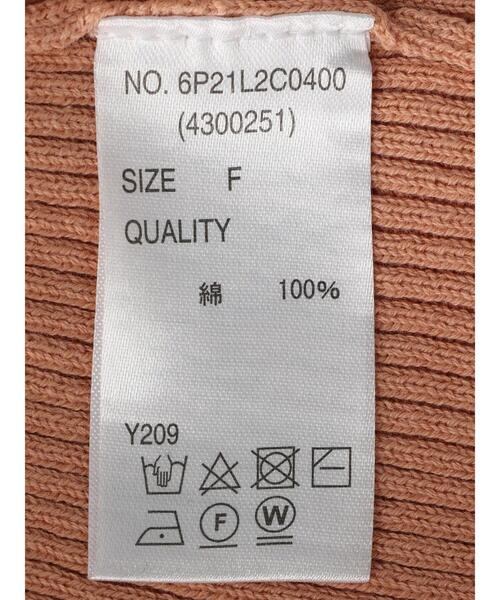 NO. 6P21L2C0400
(4300251)
SIZE F
QUALITY
綿 100%
Y209
F W